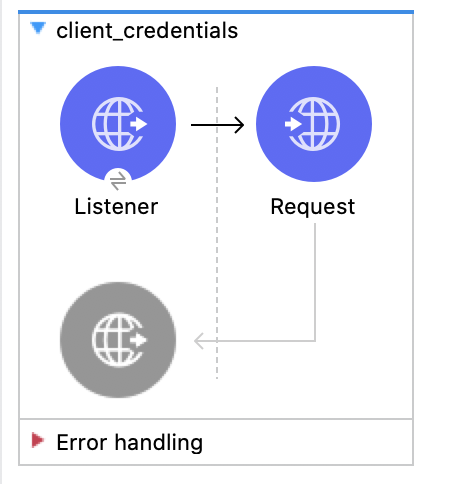 client_credentials
Listener
Request
Error handling